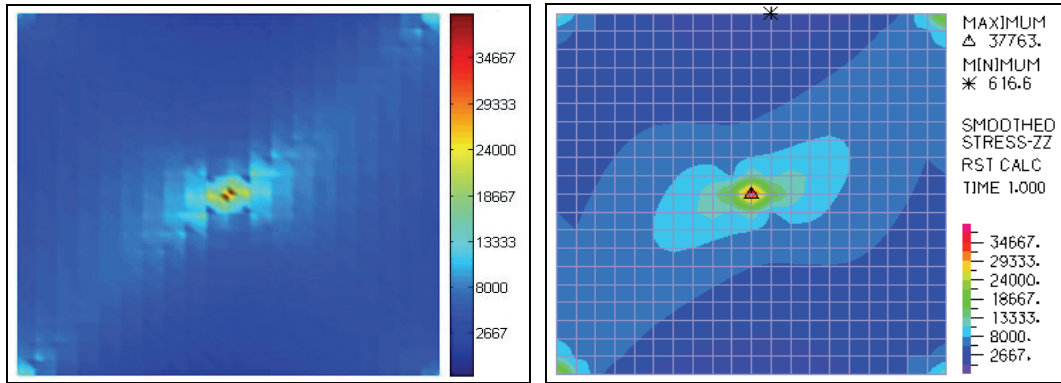 34667
29333
24000
18667
13333
8000
2667
MAXIMUM
37763.
MINIMUM
616.6
SMOOTHED
STRESS-ZZ
RST CALC
TIME 1.000
34667.
29333.
24000.
18667.
13333.
8000.
2667.